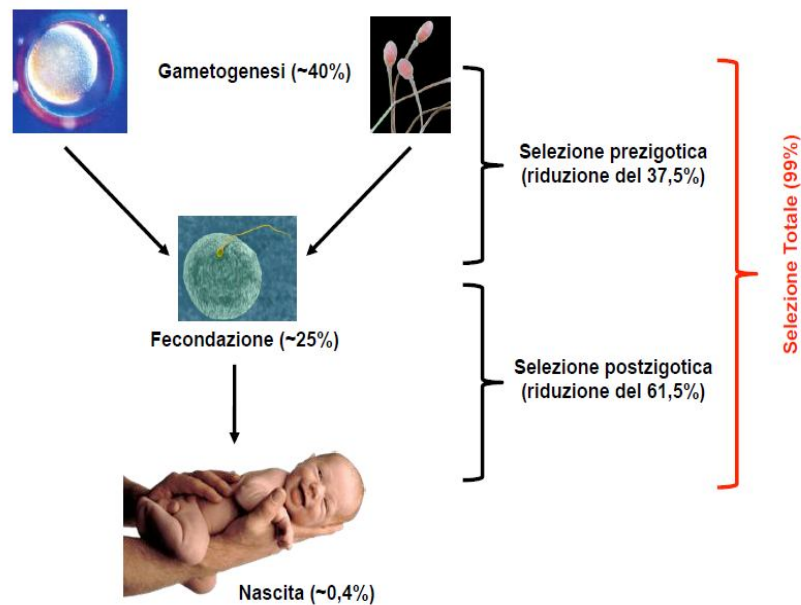 Gametogenesi (~40%)
Selezione prezigotica
(riduzione del 37,5%)
Selezione Totale (99%)
Fecondazione (~25%)
Selezione postzigotica
(riduzione del 61,5%)
Nascita (~0,4%)